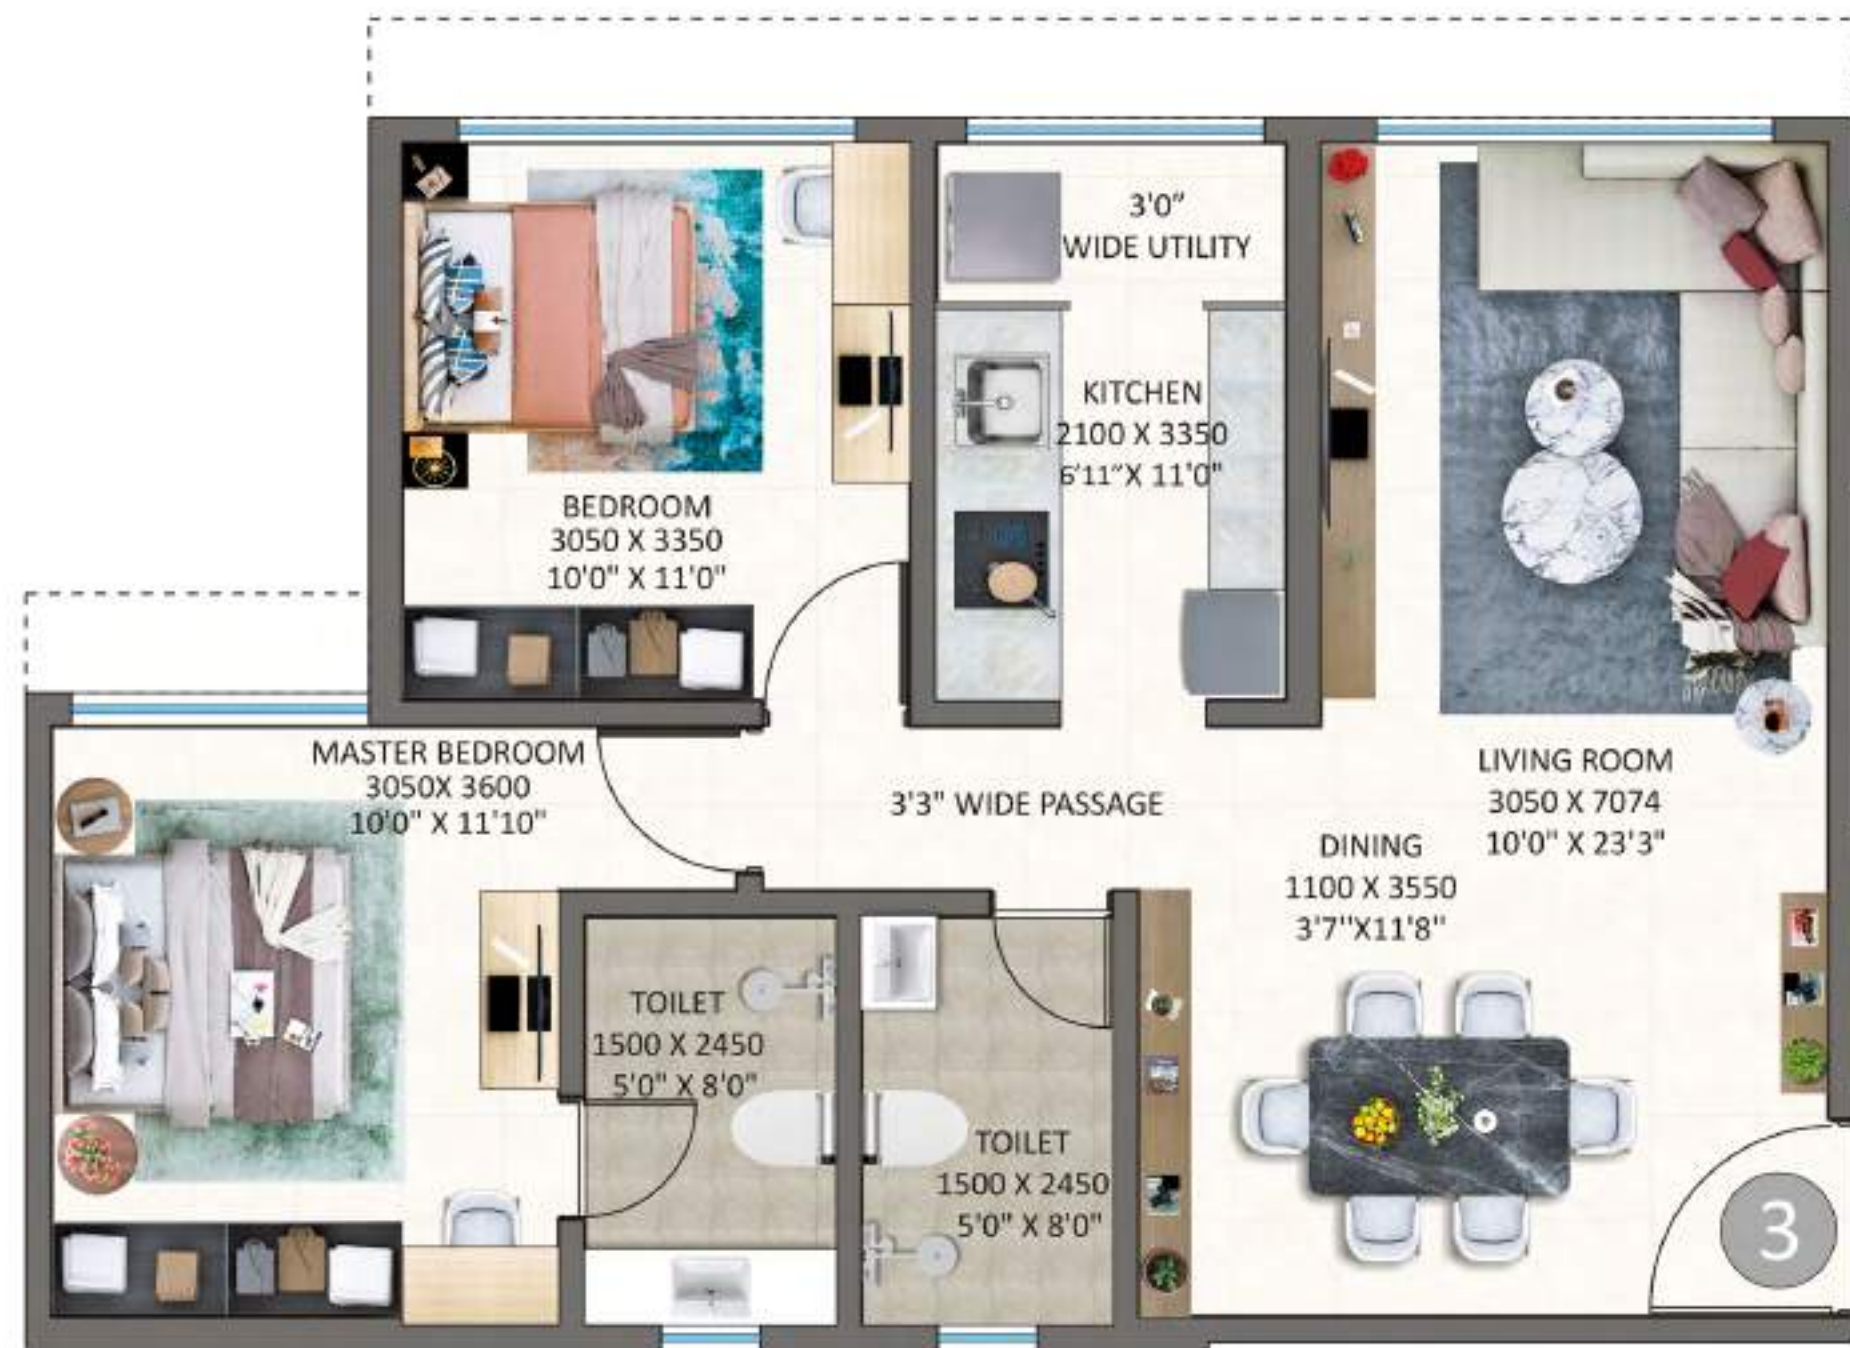 3'0"
WIDE UTILITY
KITCHEN
2100 X 3350
6'11"X 11'0"
BEDROOM
3050 X 3350
10'0" X 11'0"
MASTER BEDROOM
3050X 3600
10'0" X 11'10"
3'3" WIDE PASSAGE
LIVING ROOM
3050 X 7074
10'0" X 23'3"
DINING
1100 X 3550
3'7''X11'8"
TOILET
1500 X 2450
5'0" X 8'0"
TOILET
1500 X 2450
5'0" X 8'0"
3